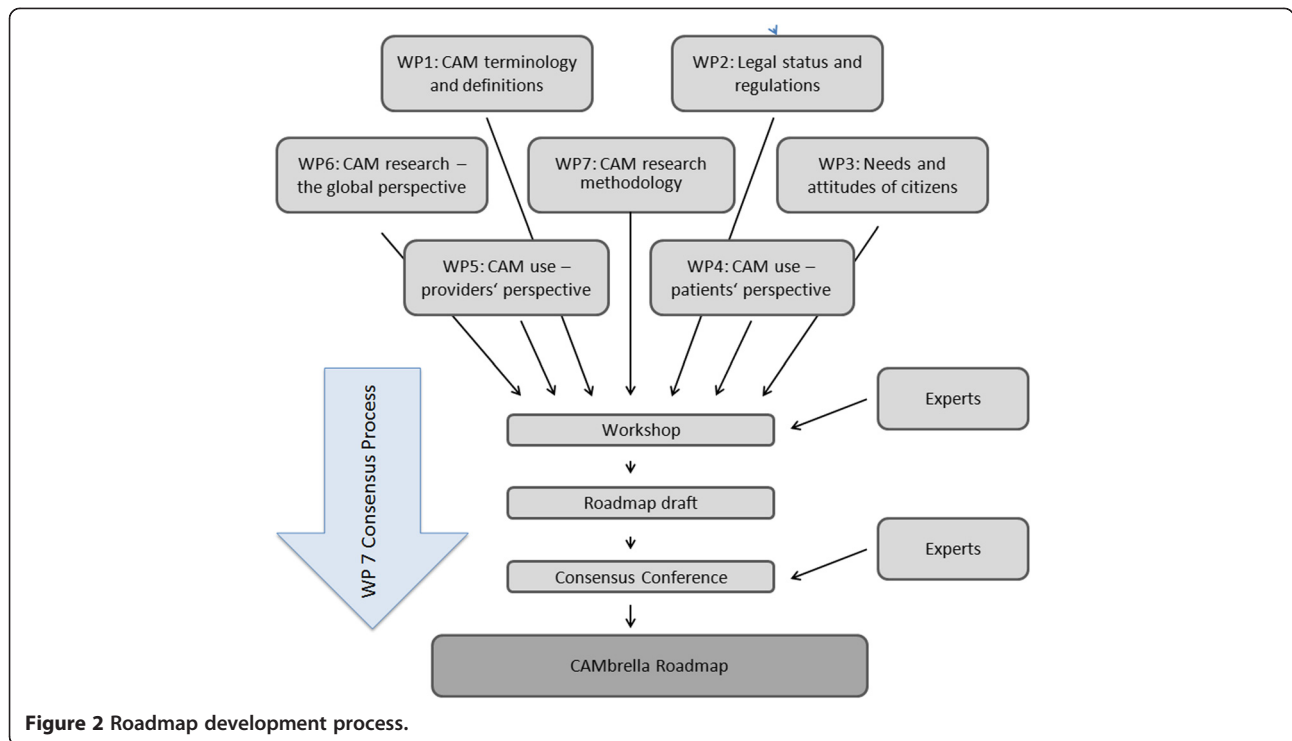 WP1: CAM terminology
and definitions
WP2: Legal status and
regulations
WP6: CAM research –
the global perspective
WP7: CAM research
methodology
WP3: Needs and
attitudes of citizens
WP5: CAM use –
providers‘ perspective
WP4: CAM use –
patients‘ perspective
WP 7 Consensus Process
Experts
Workshop
Roadmap draft
Experts
Consensus Conference
CAMbrella Roadmap
Figure 2 Roadmap development process.